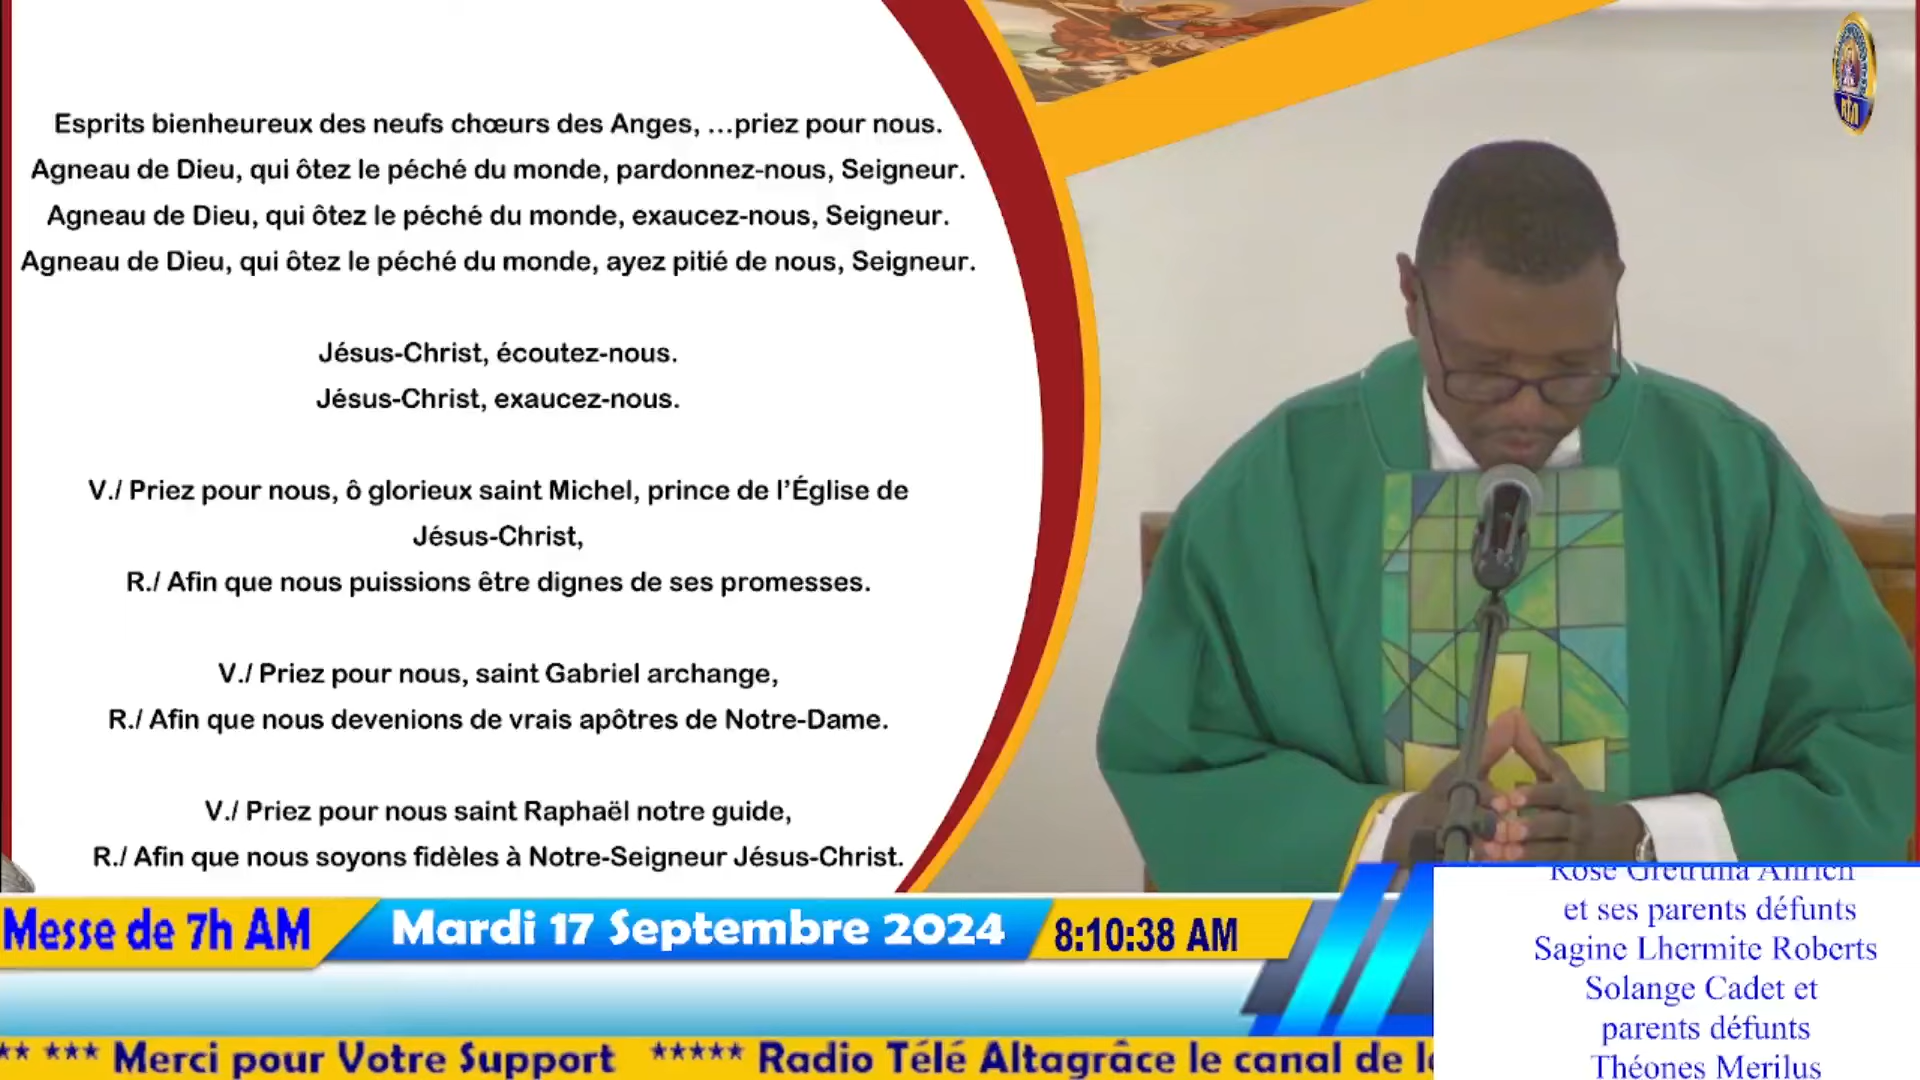 Esprits bienheureux des neufs chœurs des Anges, …priez pour nous.
Agneau de Dieu, qui ôtez le péché du monde, pardonnez-nous, Seigneur.
Agneau de Dieu, qui ôtez le péché du monde, exaucez-nous, Seigneur.
Agneau de Dieu, qui ôtez le péché du monde, ayez pitié de nous, Seigneur.
Jésus-Christ, écoutez-nous.
Jésus-Christ, exaucez-nous.
V./ Priez pour nous, ô glorieux saint Michel, prince de l’Église de
Jésus-Christ,
R./ Afin que nous puissions être dignes de ses promesses.
V./ Priez pour nous, saint Gabriel archange,
R./ Afin que nous devenions de vrais apôtres de Notre-Dame.
V./ Priez pour nous saint Raphaël notre guide,
R./ Afin que nous soyons fidèles à Notre-Seigneur Jésus-Christ.
Messe de 7h AM
Mardi 17 Septembre 2024
8:10:38 AM
Rose
et ses parents défunts
Sagine Lhermite Roberts
Solange Cadet et
parents défunts
Théones Merilus
** *** Merci pour Votre Support ***** Radio Télé Altagrâce le canal de